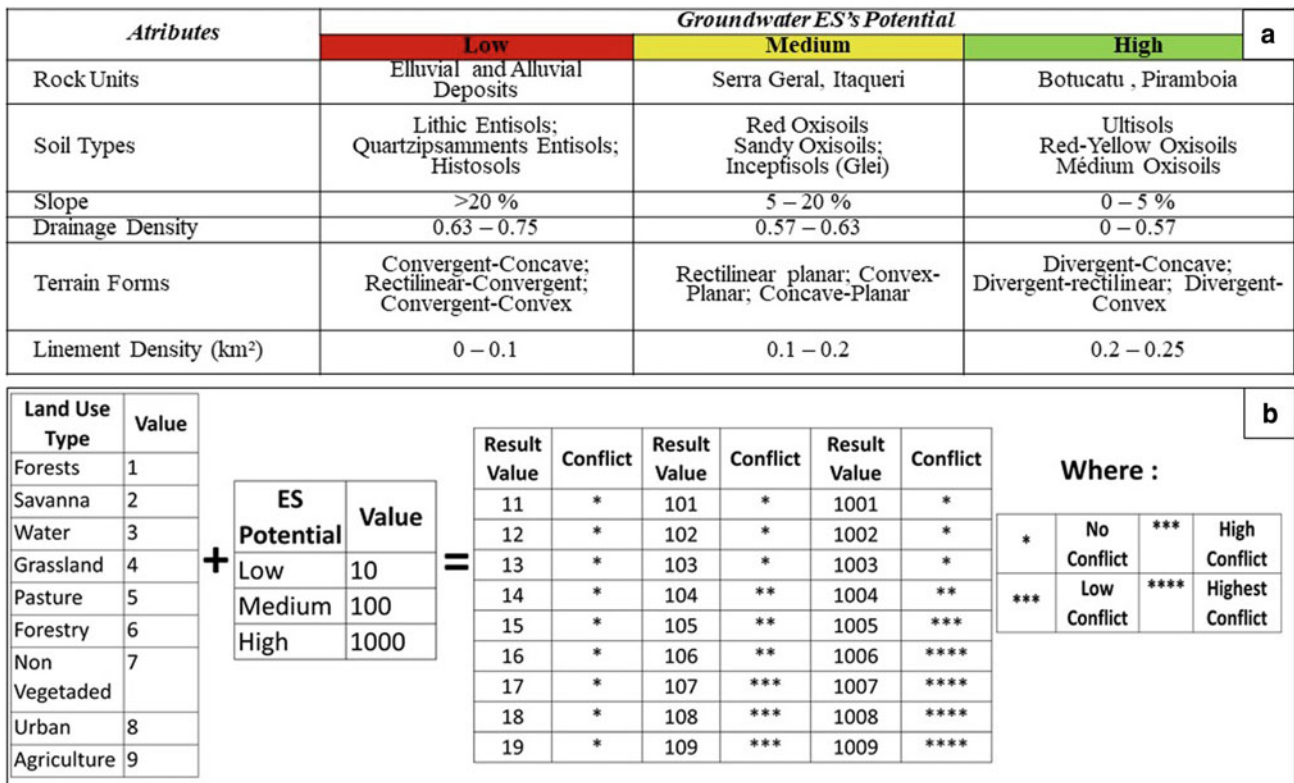 Atributes Groundwater ES's Potential
Low Medium High
a
Rock Units Elluvial and Alluvial Deposits Serra Geral, Itaqueri Botucatu , Piramboia
Soil Types Lithic Entisols; Quartzipsamments Entisols; Histosols Red Oxisoils Sandy Oxisoils; Inceptisols (Glei) Ultisols Red-Yellow Oxisoils Médium Oxisoils
Slope >20 % 5 – 20 % 0 – 5 %
Drainage Density 0.63 – 0.75 0.57 – 0.63 0 – 0.57
Terrain Forms Convergent-Concave; Rectilinear-Convergent; Convergent-Convex Rectilinear planar; Convex-Planar; Concave-Planar Divergent-Concave; Divergent-rectilinear; Divergent-Convex
Linement Density (km²) 0 – 0.1 0.1 – 0.2 0.2 – 0.25
b
Land Use Type Value
Forests 1
Savanna 2
Water 3
Grassland 4
Pasture 5
Forestry 6
Non Vegetaded 7
Urban 8
Agriculture 9
+
ES Potential Value
Low 10
Medium 100
High 1000
=
Result Value Conflict Result Value Conflict Result Value Conflict
11 * 101 * 1001 *
12 * 102 * 1002 *
13 * 103 * 1003 *
14 * 104 ** 1004 **
15 * 105 ** 1005 ***
16 * 106 ** 1006 ****
17 * 107 *** 1007 ****
18 * 108 *** 1008 ****
19 * 109 *** 1009 ****
Where :
* No Conflict *** High Conflict
*** Low Conflict **** Highest Conflict